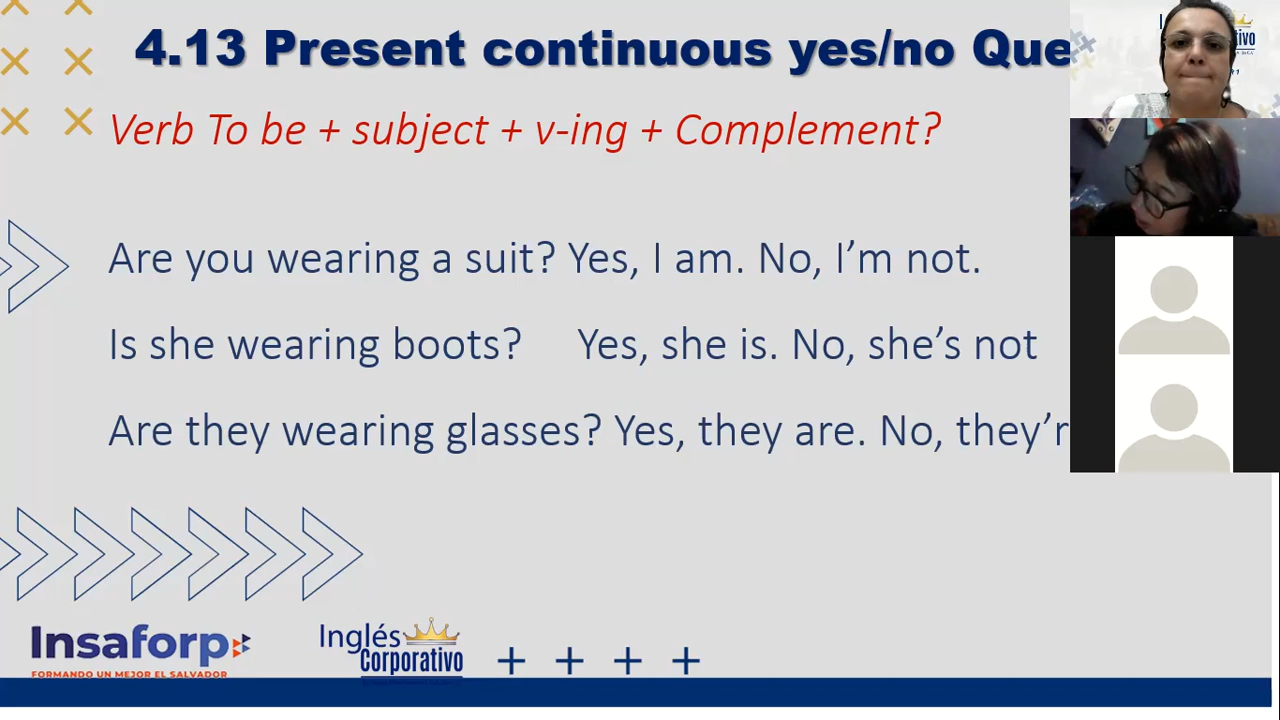 4.13 Present continuous yes/no Que
Verb To be + subject + v-ing + Complement?
Are you wearing a suit? Yes, I am. No, I’m not.
Is she wearing boots? Yes, she is. No, she’s not
Are they wearing glasses? Yes, they are. No, they’r
Insaforp
FORMANDO UN MEJOR EL SALVADOR
Inglés
Corporativo